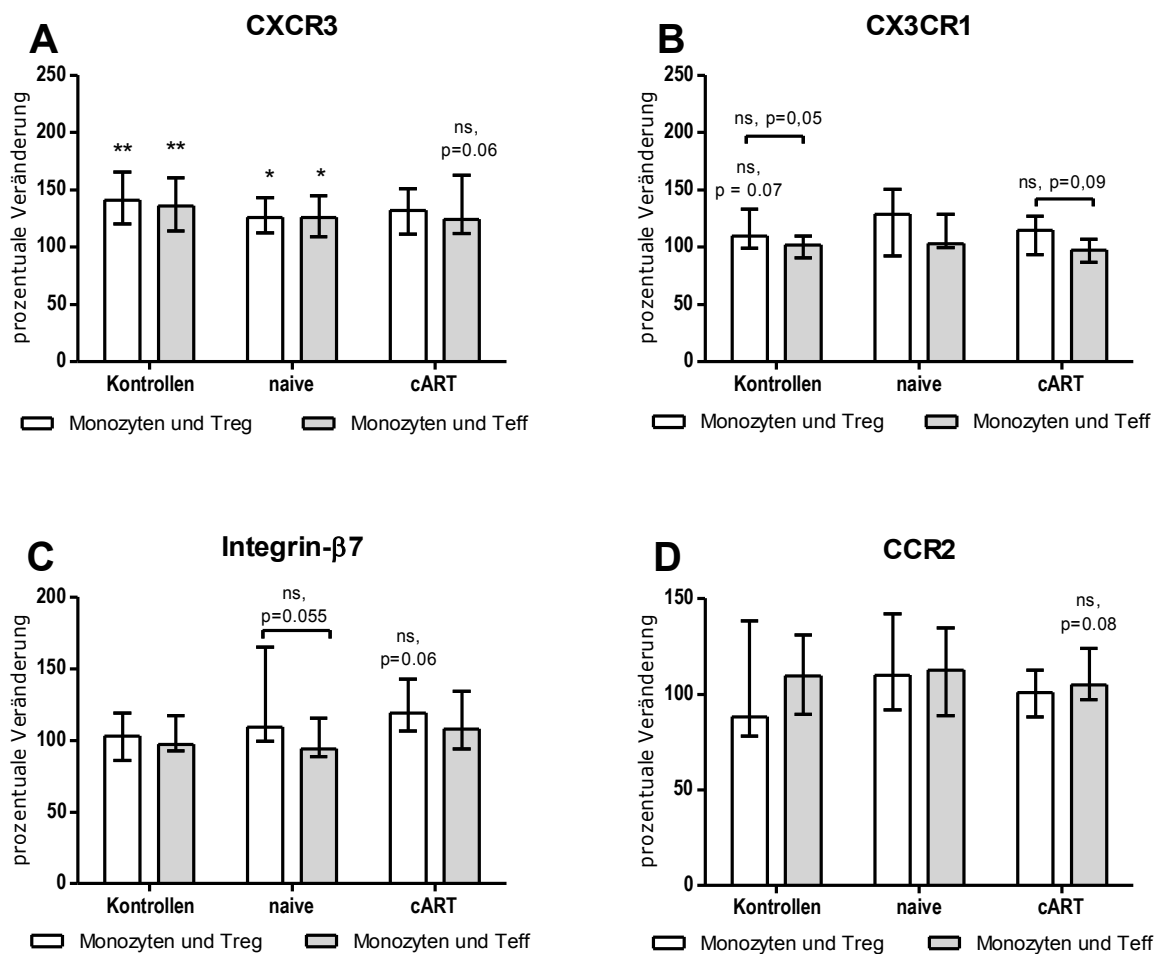 A
CXCR3
prozentuale Veränderung
250
200
150
100
50
0
**
**
*
*
ns,
p=0.06
Kontrollen
naive
cART
Monozyten und Treg
Monozyten und Teff
B
CX3CR1
prozentuale Veränderung
250
200
150
100
50
0
ns, p=0,05
ns,
p = 0.07
ns, p=0,09
Kontrollen
naive
cART
Monozyten und Treg
Monozyten und Teff
C
Integrin-β7
prozentuale Veränderung
200
150
100
50
0
ns,
p=0.055
ns,
p=0.06
Kontrollen
naive
cART
Monozyten und Treg
Monozyten und Teff
D
CCR2
prozentuale Veränderung
150
100
50
0
ns,
p=0.08
Kontrollen
naive
cART
Monozyten und Treg
Monozyten und Teff